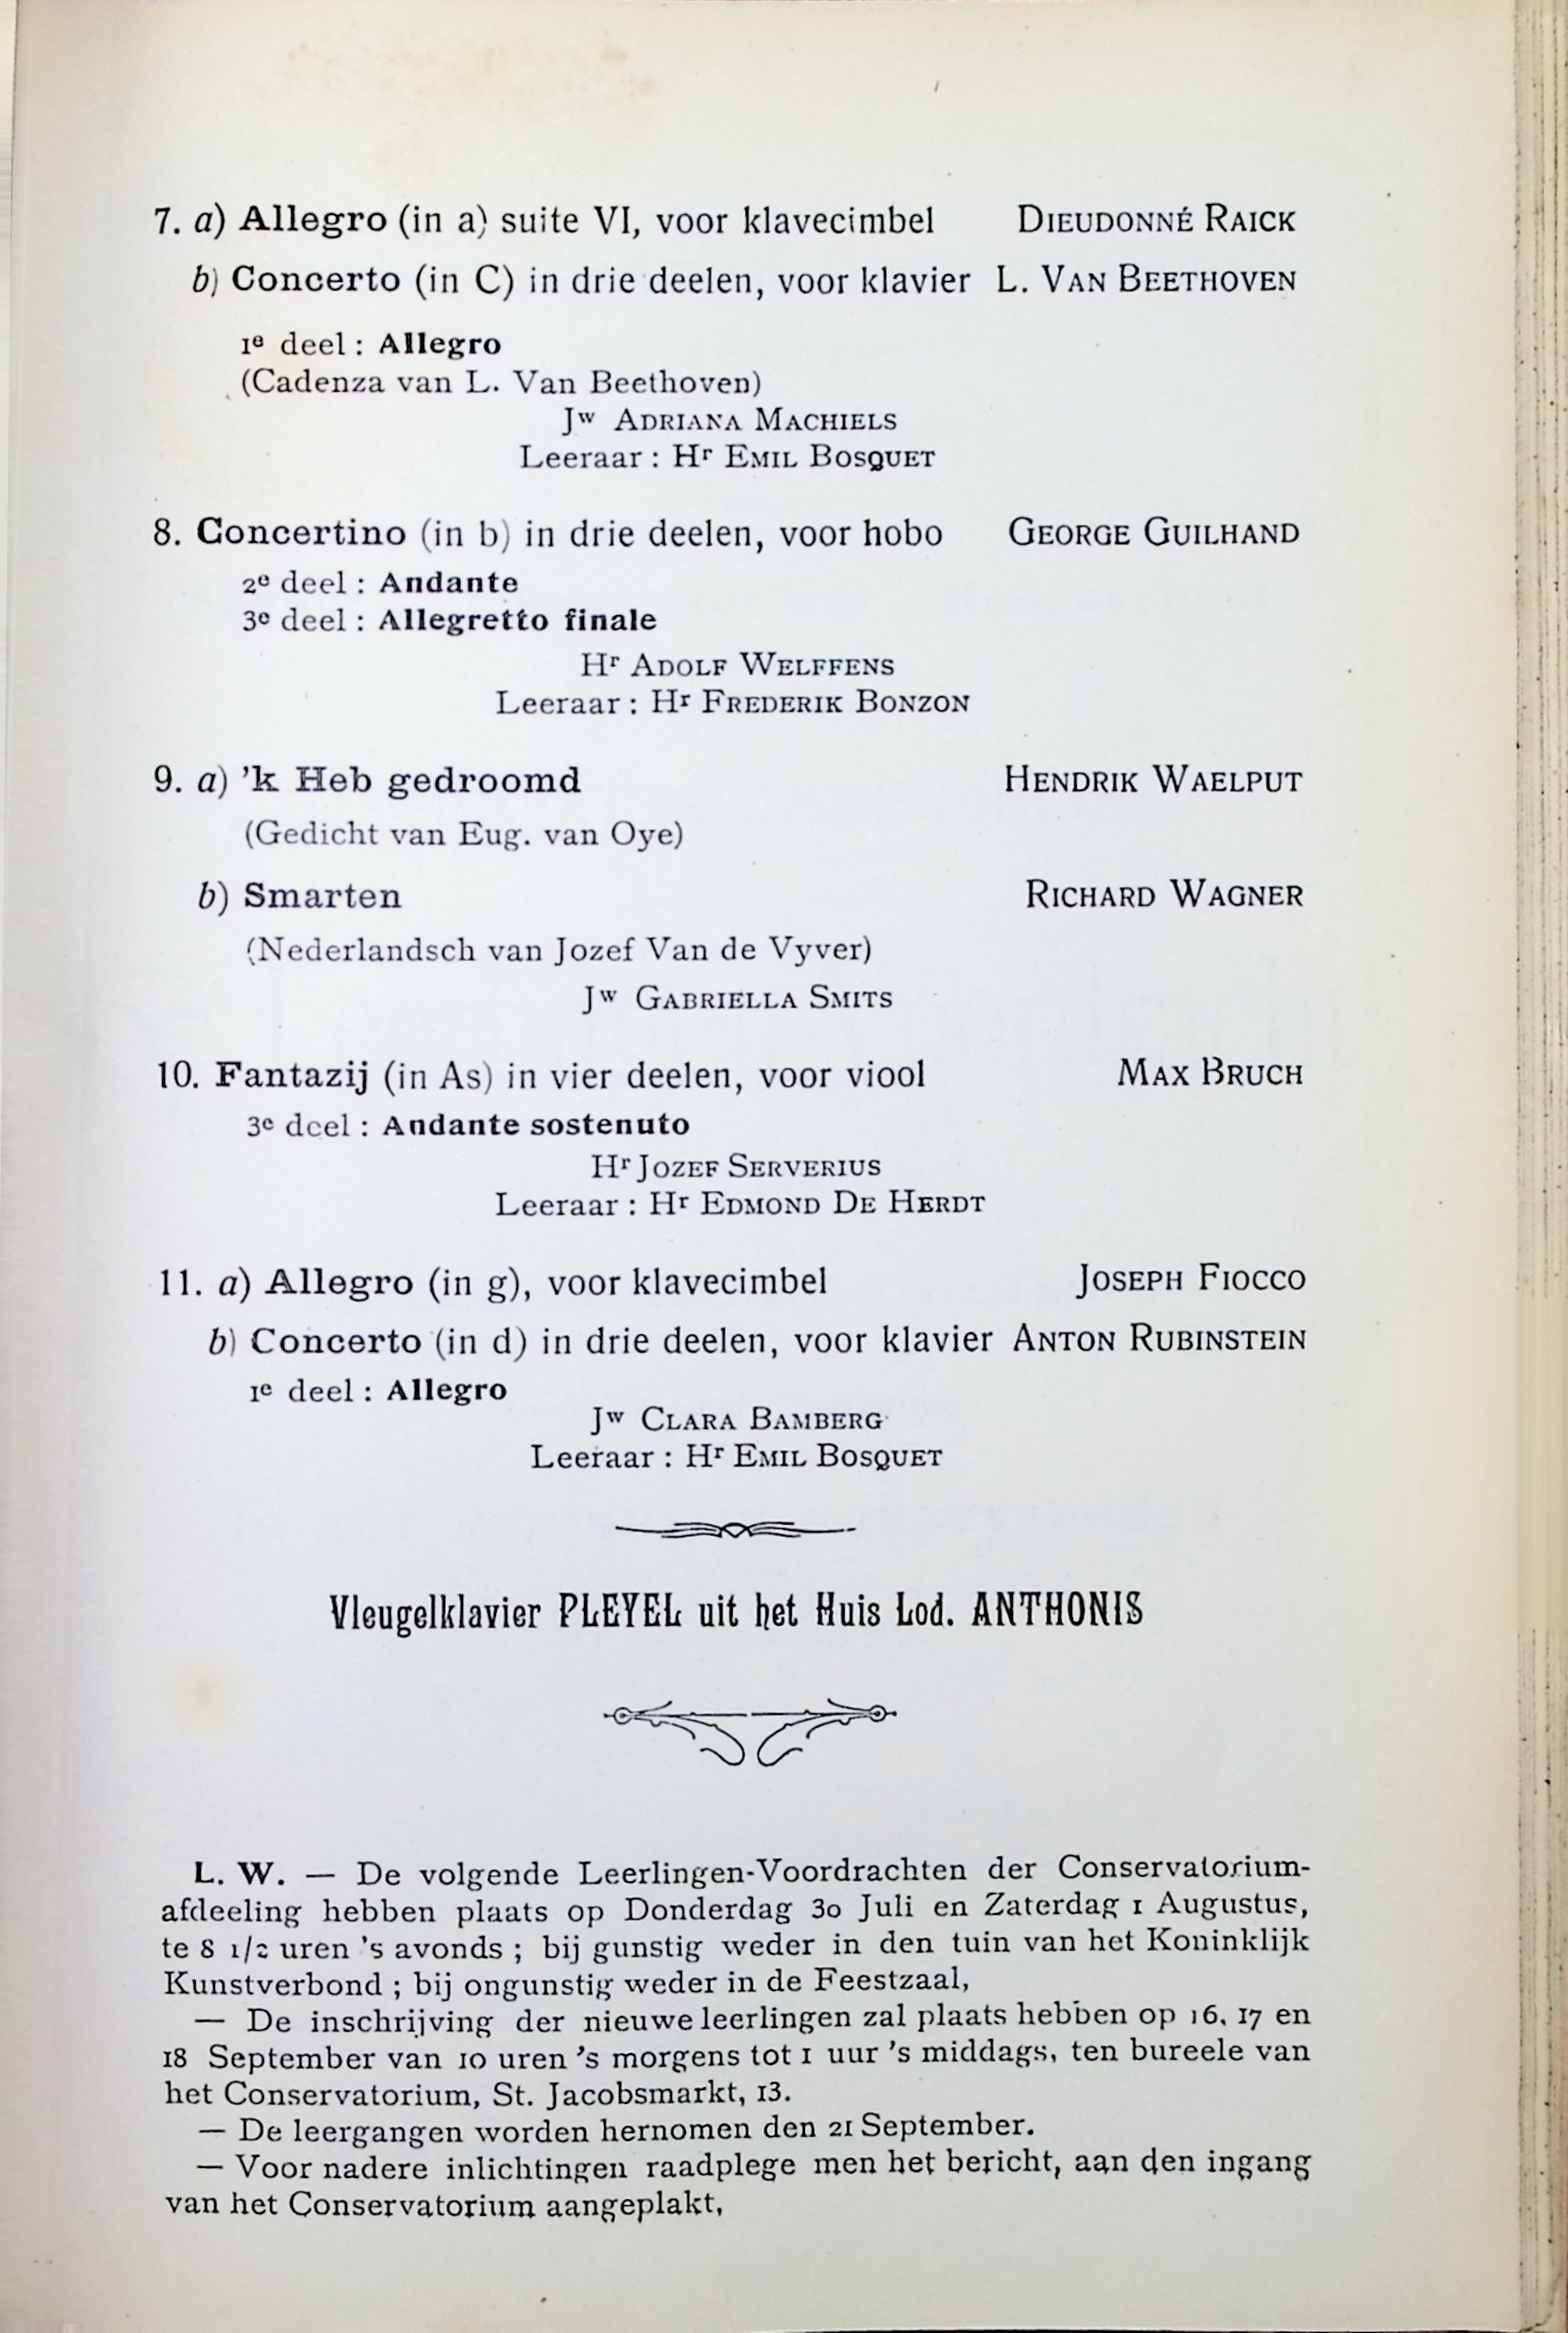 7. a) Allegro (in a) suite VI, voor klavecimbel DIEUDONNÉ RAICK
b) Concerto (in C) in drie deelen, voor klavier L. VAN BEETHOVEN
1e deel : Allegro
(Cadenza van L. Van Beethoven)
Jw ADRIANA MACHIELS
Leeraar : Hr EMIL BOSQUET
8. Concertino (in b) in drie deelen, voor hobo GEORGE GUILHAND
2e deel : Andante
3e deel : Allegretto finale
Hr ADOLF WELFFENS
Leeraar : Hr FREDERIK BONZON
9. a) 'k Heb gedroomd HENDRIK WAELPUT
(Gedicht van Eug. van Oye)
b) Smarten RICHARD WAGNER
(Nederlandsch van Jozef Van de Vyver)
Jw GABRIELLA SMITS
10. Fantazij (in As) in vier deelen, voor viool MAX BRUCH
3e deel : Andante sostenuto
Hr JOZEF SERVERIUS
Leeraar : Hr EDMOND DE HERDT
11. a) Allegro (in g), voor klavecimbel JOSEPH FIOCCO
b) Concerto (in d) in drie deelen, voor klavier ANTON RUBINSTEIN
1e deel : Allegro
Jw CLARA BAMBERG
Leeraar : Hr EMIL BOSQUET
Vleugelklavier PLEYEL uit het Huis Lod. ANTHONIS
L. W. — De volgende Leerlingen-Voordrachten der Conservatorium-
afdeeling hebben plaats op Donderdag 30 Juli en Zaterdag 1 Augustus,
te 8 1/2 uren 's avonds ; bij gunstig weder in den tuin van het Koninklijk
Kunstverbond ; bij ongunstig weder in de Feestzaal,
— De inschrijving der nieuwe leerlingen zal plaats hebben op 16, 17 en
18 September van 10 uren 's morgens tot 1 uur 's middags, ten bureele van
het Conservatorium, St. Jacobsmarkt, 13.
— De leergangen worden hernomen den 21 September.
— Voor nadere inlichtingen raadplege men het bericht, aan den ingang
van het Conservatorium aangeplakt,